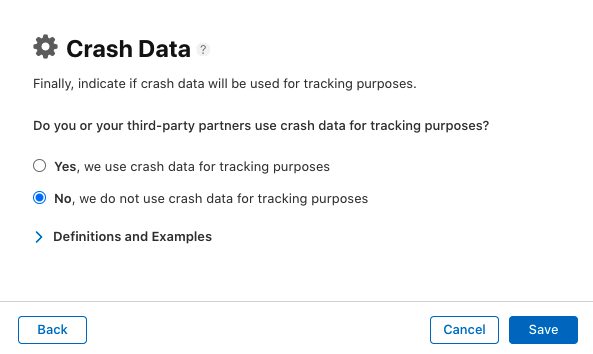 Crash Data ?
Finally, indicate if crash data will be used for tracking purposes.
Do you or your third-party partners use crash data for tracking purposes?
Yes, we use crash data for tracking purposes
No, we do not use crash data for tracking purposes
Definitions and Examples
Back Cancel Save